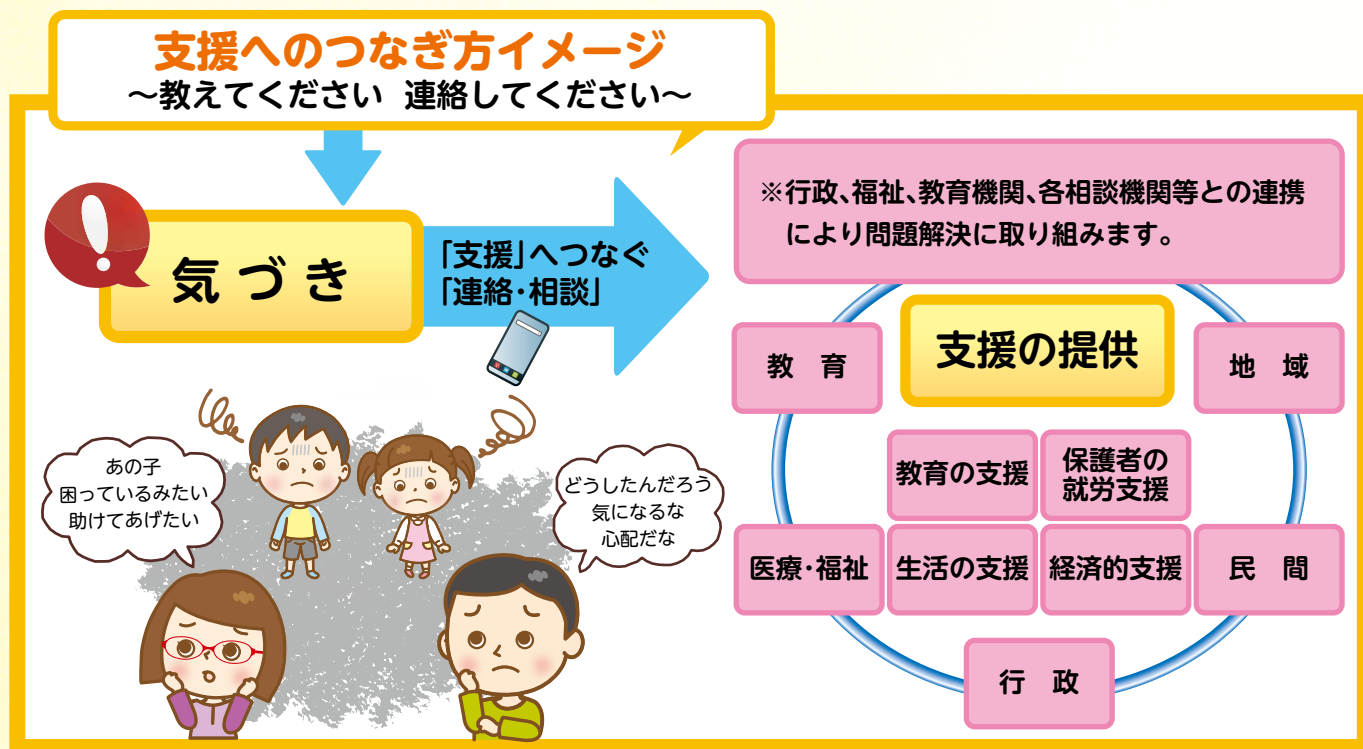 支援へのつなぎ方イメージ
〜教えてください 連絡してください〜
気づき
「支援」へつなぐ
「連絡・相談」
あの子
困っているみたい
助けてあげたい
どうしたんだろう
気になるな
心配だな
※行政、福祉、教育機関、各相談機関等との連携
により問題解決に取り組みます。
支援の提供
教 育
地 域
教育の支援
保護者の
就労支援
医療・福祉
生活の支援
経済的支援
民 間
行 政